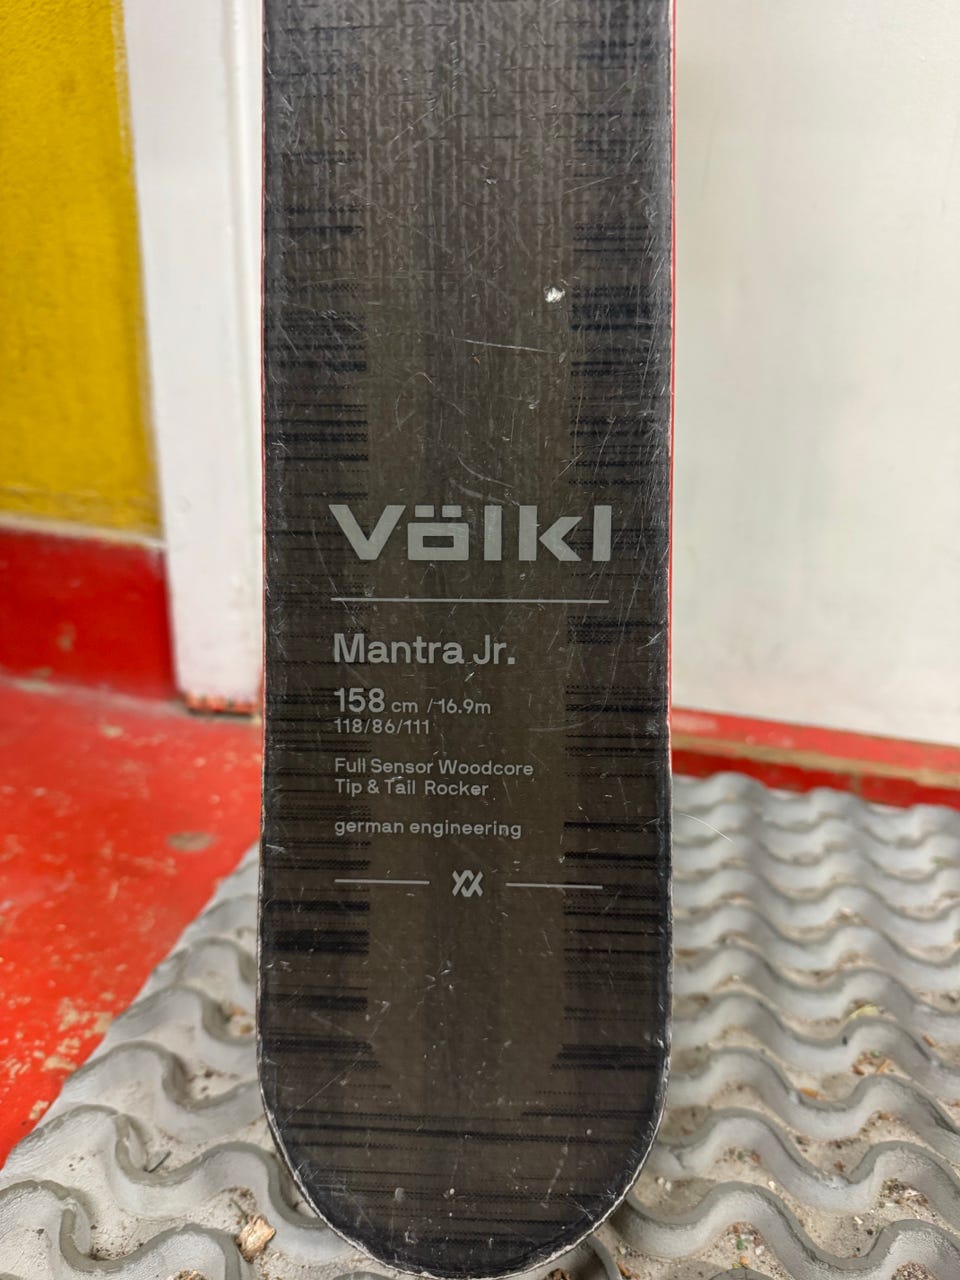 Völkl
Mantra Jr.
158 cm / 16.9m
118/86/111
Full Sensor Woodcore
Tip & Tail Rocker
german engineering